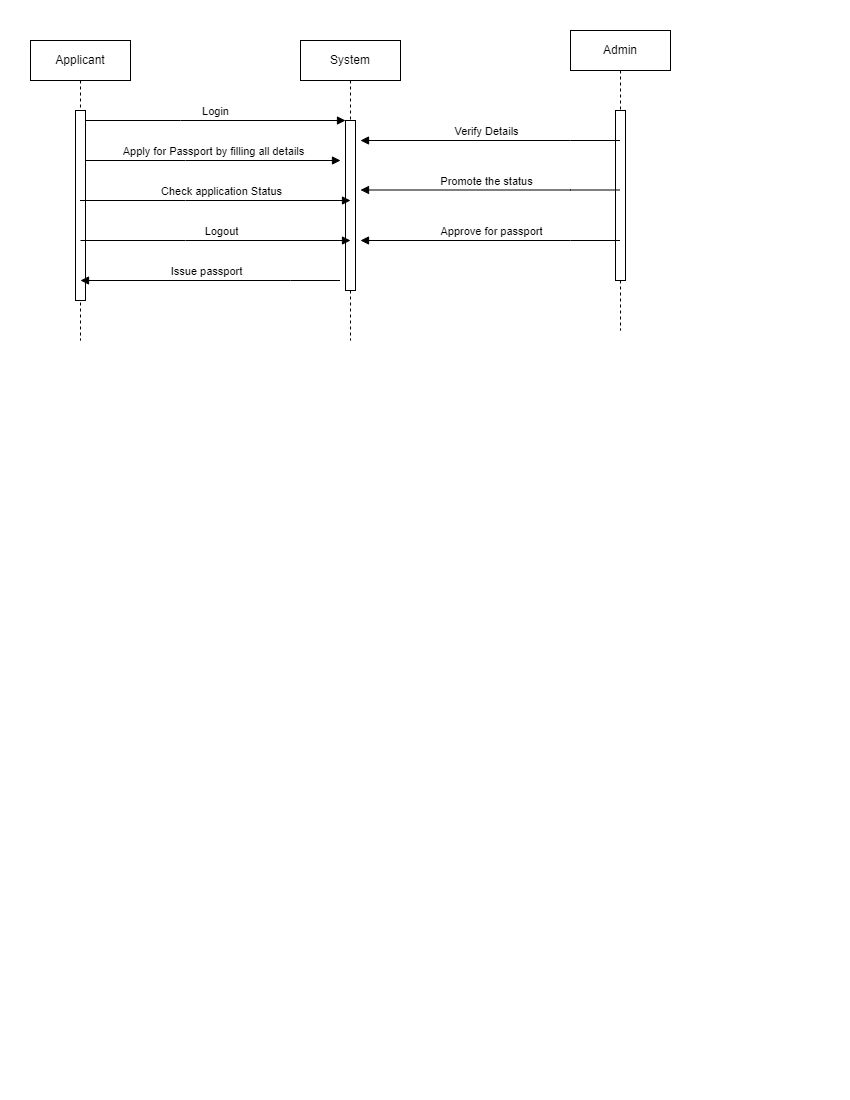 Applicant
System
Admin
Login
Verify Details
Apply for Passport by filling all details
Promote the status
Check application Status
Logout
Approve for passport
Issue passport